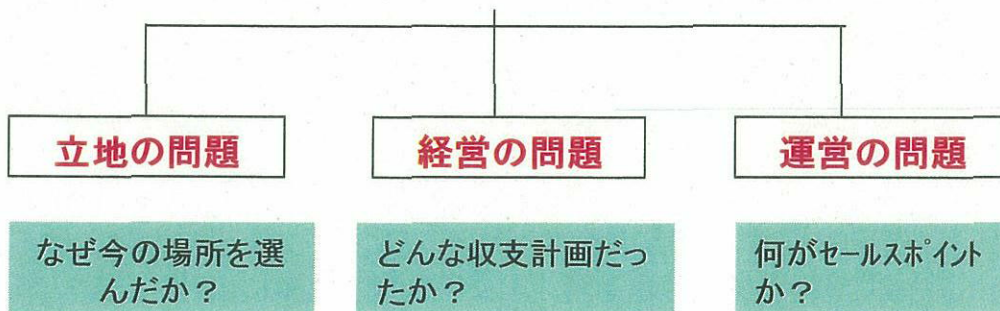 立地の問題
経営の問題
運営の問題
なぜ今の場所を選
んだか？
どんな収支計画だっ
たか？
何がセールスポイント
か？